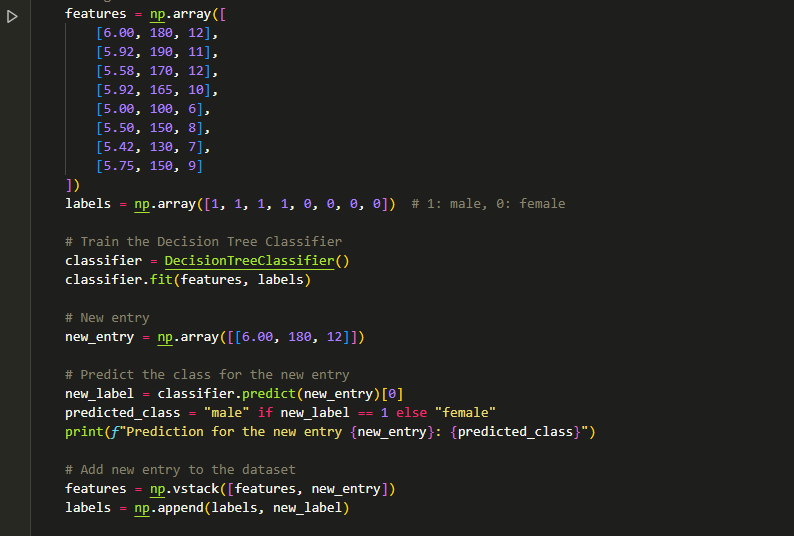 features = np.array([
    [6.00, 180, 12],
    [5.92, 190, 11],
    [5.58, 170, 12],
    [5.92, 165, 10],
    [5.00, 100, 6],
    [5.50, 150, 8],
    [5.42, 130, 7],
    [5.75, 150, 9]
])
labels = np.array([1, 1, 1, 1, 0, 0, 0, 0])  # 1: male, 0: female

# Train the Decision Tree Classifier
classifier = DecisionTreeClassifier()
classifier.fit(features, labels)

# New entry
new_entry = np.array([[6.00, 180, 12]])

# Predict the class for the new entry
new_label = classifier.predict(new_entry)[0]
predicted_class = "male" if new_label == 1 else "female"
print(f"Prediction for the new entry {new_entry}: {predicted_class}")

# Add new entry to the dataset
features = np.vstack([features, new_entry])
labels = np.append(labels, new_label)